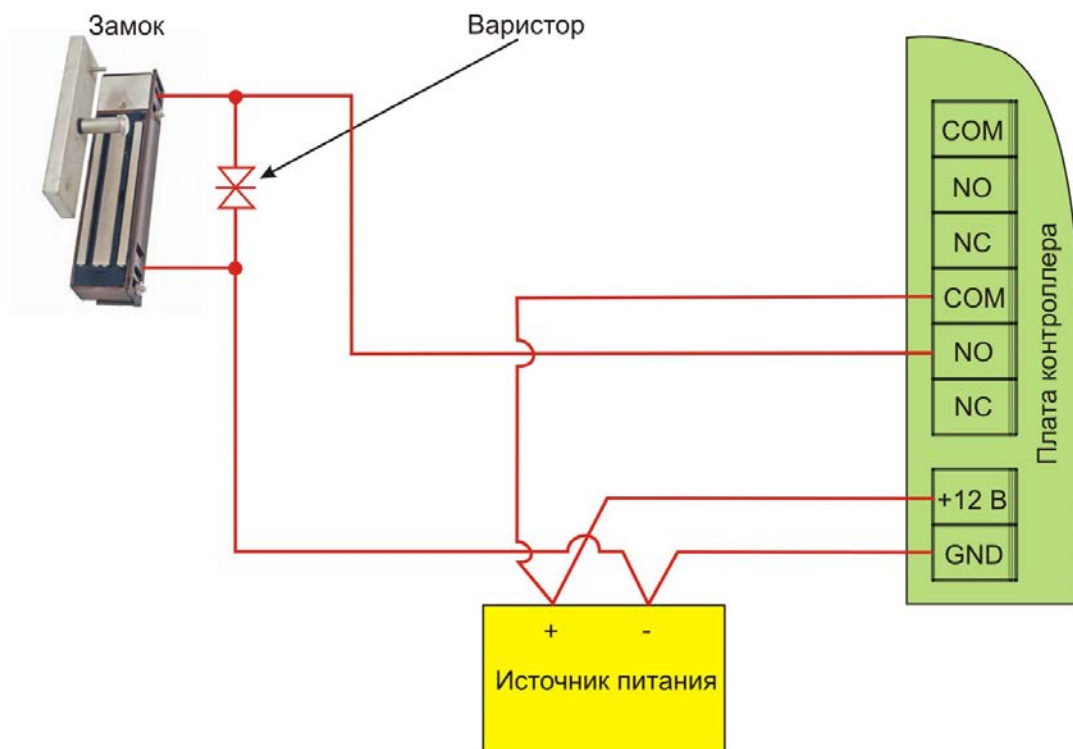 Замок
Варистор
COM
NO
NC
COM
NO
NC
Плата контроллера
+12 В
GND
+ -
Источник питания